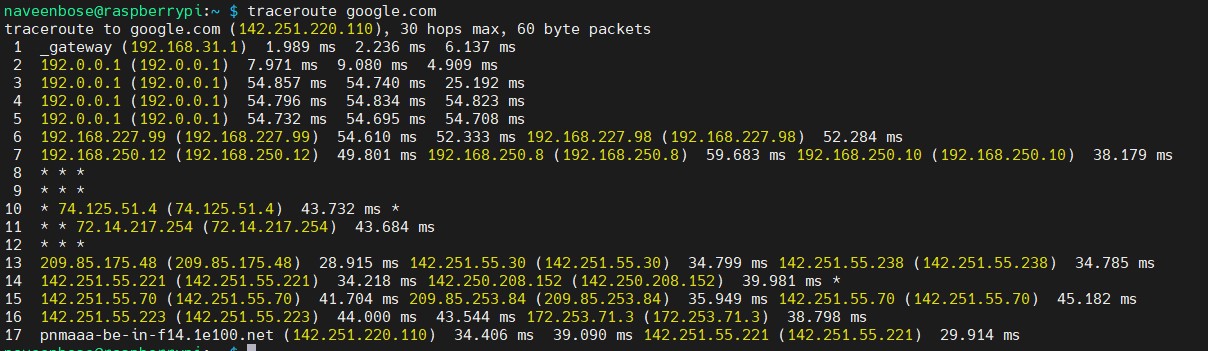 naveenbose@raspberrypi:~ $ traceroute google.com
traceroute to google.com (142.251.220.110), 30 hops max, 60 byte packets
 1  _gateway (192.168.31.1)  1.989 ms  2.236 ms  6.137 ms
 2  192.0.0.1 (192.0.0.1)  7.971 ms  9.080 ms  4.909 ms
 3  192.0.0.1 (192.0.0.1)  54.857 ms  54.740 ms  25.192 ms
 4  192.0.0.1 (192.0.0.1)  54.796 ms  54.834 ms  54.823 ms
 5  192.0.0.1 (192.0.0.1)  54.732 ms  54.695 ms  54.708 ms
 6  192.168.227.99 (192.168.227.99)  54.610 ms  52.333 ms 192.168.227.98 (192.168.227.98)  52.284 ms
 7  192.168.250.12 (192.168.250.12)  49.801 ms 192.168.250.8 (192.168.250.8)  59.683 ms 192.168.250.10 (192.168.250.10)  38.179 ms
 8  * * *
 9  * * *
10  * 74.125.51.4 (74.125.51.4)  43.732 ms *
11  * * 72.14.217.254 (72.14.217.254)  43.684 ms
12  * * *
13  209.85.175.48 (209.85.175.48)  28.915 ms 142.251.55.30 (142.251.55.30)  34.799 ms 142.251.55.238 (142.251.55.238)  34.785 ms
14  142.251.55.221 (142.251.55.221)  34.218 ms 142.250.208.152 (142.250.208.152)  39.981 ms *
15  142.251.55.70 (142.251.55.70)  41.704 ms 209.85.253.84 (209.85.253.84)  35.949 ms 142.251.55.70 (142.251.55.70)  45.182 ms
16  142.251.55.223 (142.251.55.223)  44.000 ms  43.544 ms 172.253.71.3 (172.253.71.3)  38.798 ms
17  pnmaaa-be-in-f14.1e100.net (142.251.220.110)  34.406 ms  39.090 ms 142.251.55.221 (142.251.55.221)  29.914 ms
naveenbose@raspberrypi:~ $